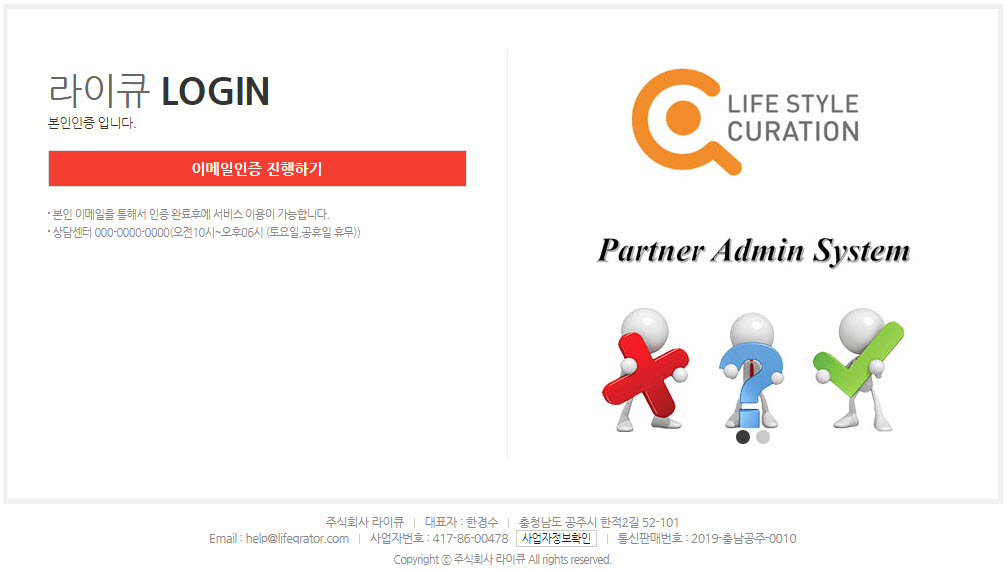 라이큐 LOGIN
본인인증 입니다.
이메일인증 진행하기
본인 이메일을 통해서 인증 완료후에 서비스 이용이 가능합니다.
상담센터 000-0000-0000(오전10시~오후06시 (토요일,공휴일 휴무))
LIFE STYLE
CURATION
Partner Admin System
주식회사 라이큐 | 대표자 : 한경수 | 충청남도 공주시 한적2길 52-101
Email : help@lifeqrator.com | 사업자번호 : 417-86-00478 사업자정보확인 | 통신판매번호 : 2019-충남공주-0010
Copyright ⓒ 주식회사 라이큐 All rights reserved.